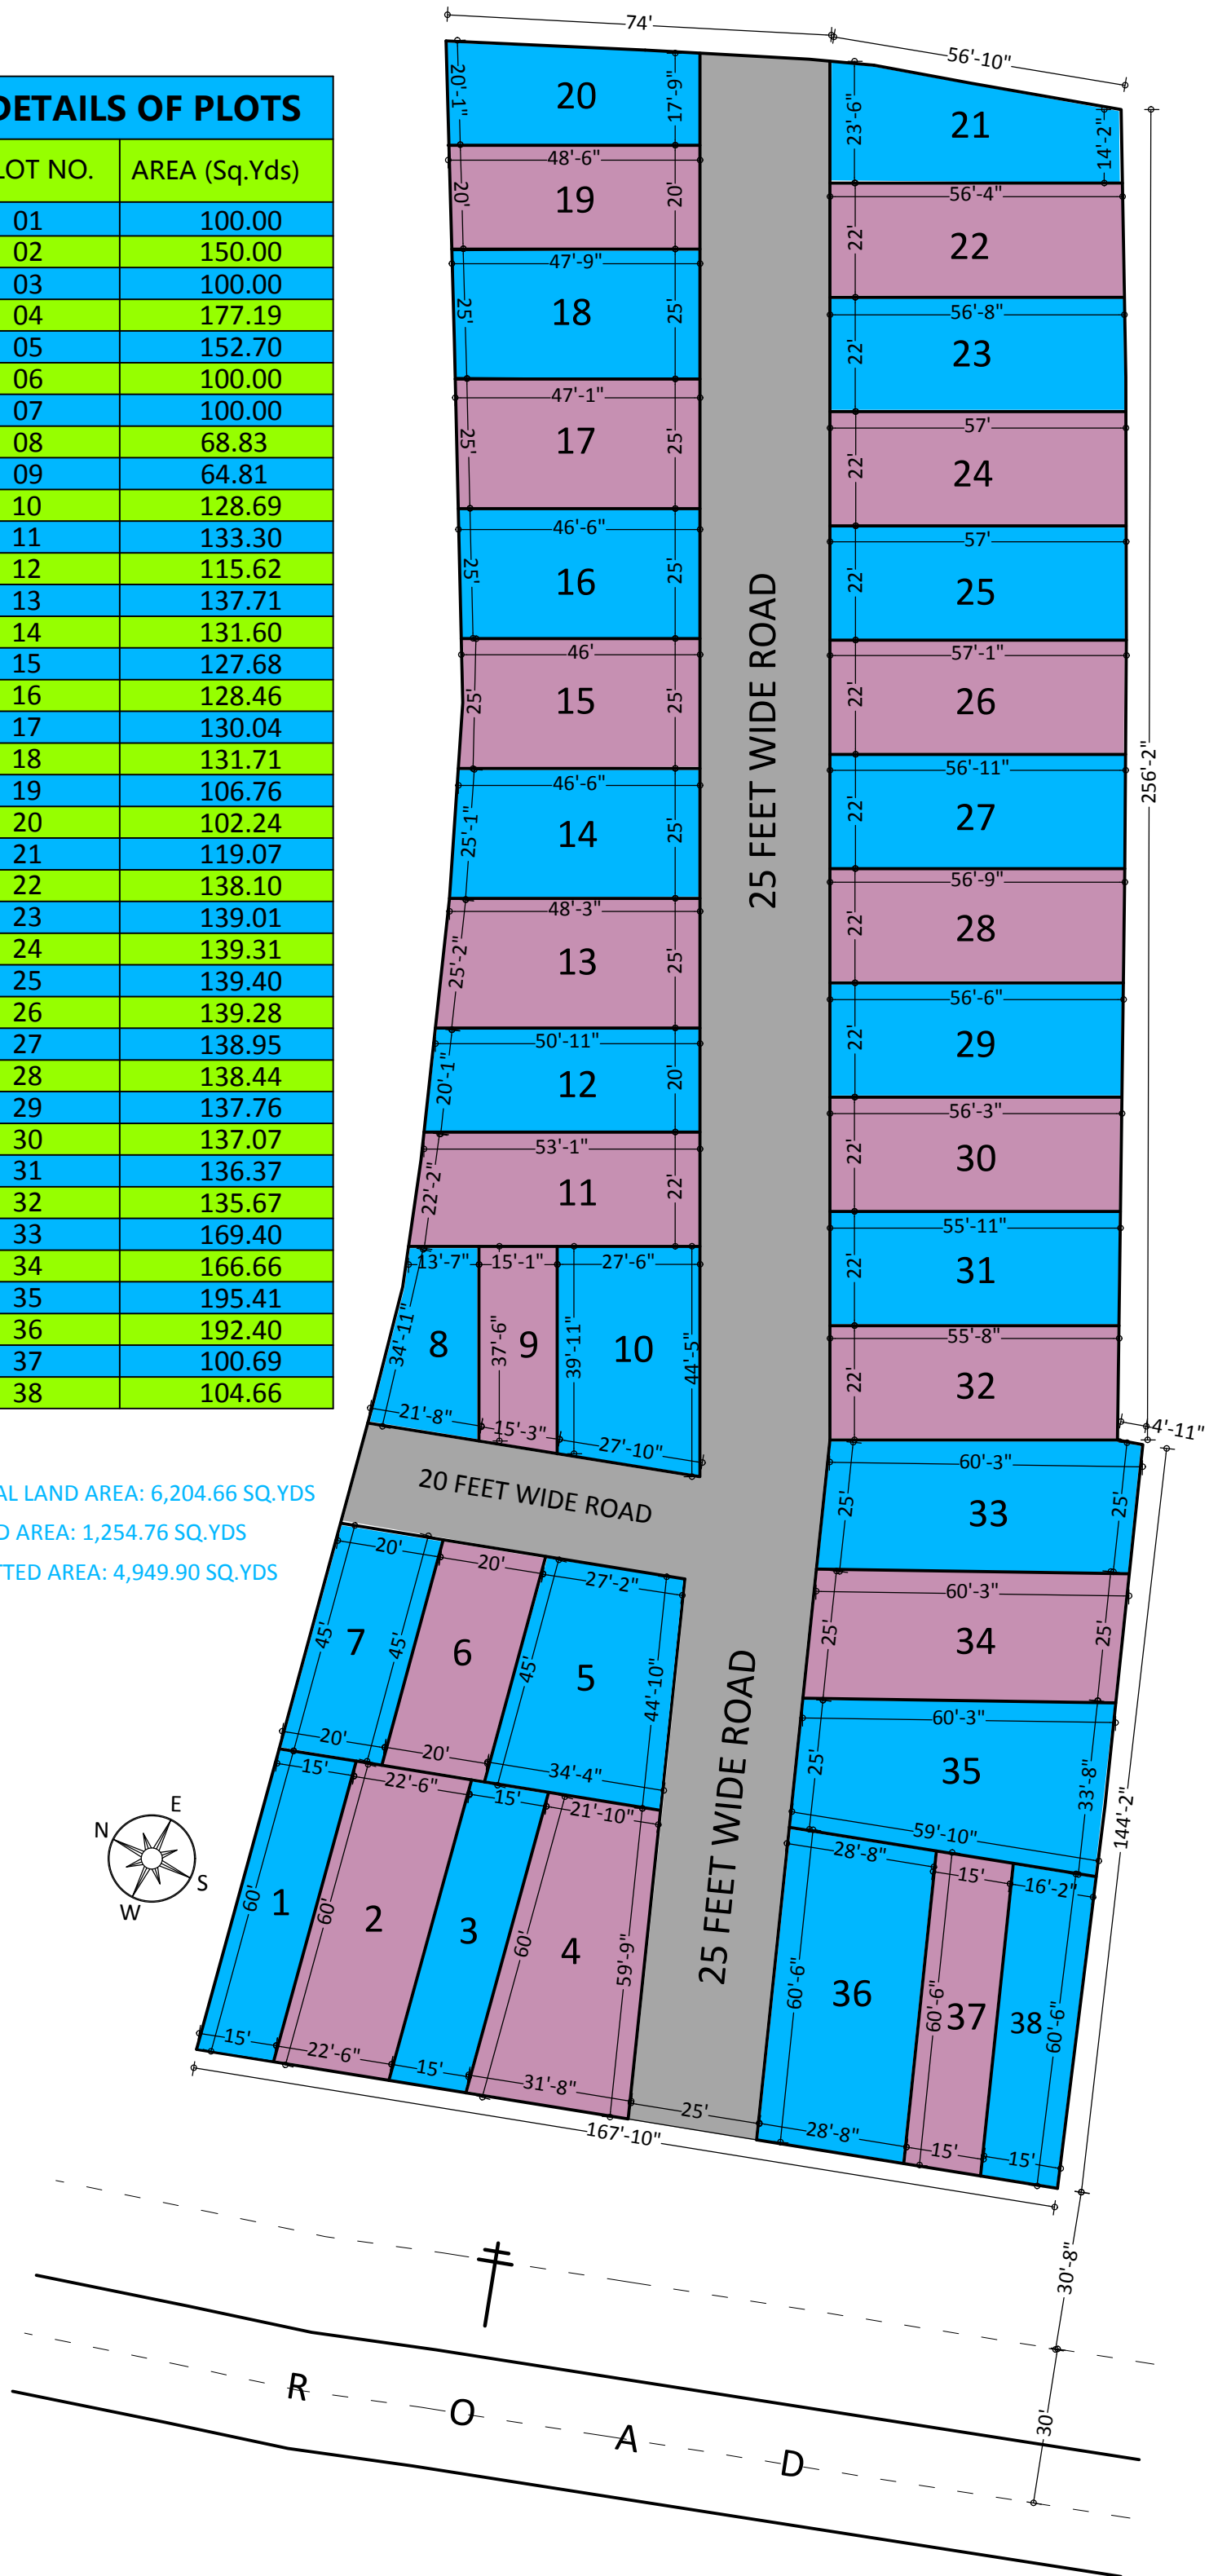 DETAILS OF PLOTS
LOT NO. AREA (Sq.Yds)
01 100.00
02 150.00
03 100.00
04 177.19
05 152.70
06 100.00
07 100.00
08 68.83
09 64.81
10 128.69
11 133.30
12 115.62
13 137.71
14 131.60
15 127.68
16 128.46
17 130.04
18 131.71
19 106.76
20 102.24
21 119.07
22 138.10
23 139.01
24 139.31
25 139.40
26 139.28
27 138.95
28 138.44
29 137.76
30 137.07
31 136.37
32 135.67
33 169.40
34 166.66
35 195.41
36 192.40
37 100.69
38 104.66
AL LAND AREA: 6,204.66 SQ.YDS
D AREA: 1,254.76 SQ.YDS
TTED AREA: 4,949.90 SQ.YDS
74'
56'-10"
20'-1" 20 17'-9"
23'-6" 21 14'-2"
48'-6"
20' 19 20'
56'-4"
22' 22
47'-9"
25' 18 25'
56'-8"
22' 23
47'-1"
25' 17 25'
57'
22' 24
46'-6"
25' 16 25'
57'
22' 25
46'
25' 15 25'
57'-1"
22' 26
46'-6"
25'-1" 14 25'
56'-11"
22' 27
48'-3"
25'-2" 13 25'
56'-9"
22' 28
50'-11"
20'-1" 12 20'
56'-6"
22' 29
53'-1"
22'-2" 11 22'
56'-3"
22' 30
55'-11"
22' 31
55'-8"
22' 32
256'-2"
25 FEET WIDE ROAD
13'-7" 15'-1" 27'-6"
34'-11" 8 37'-6" 9 39'-11" 10 44'-5"
21'-8" 15'-3" 27'-10"
4'-11"
20 FEET WIDE ROAD
60'-3"
25' 33 25'
60'-3"
25' 34 25'
60'-3"
25' 35 33'-8"
59'-10"
144'-2"
20' 20' 27'-2"
45' 7 45' 6 45' 5 44'-10"
20' 20' 34'-4"
15' 22'-6" 15' 21'-10"
60' 1 60' 2 3 60' 4 59'-9"
15' 22'-6" 15' 31'-8"
25 FEET WIDE ROAD
28'-8" 15' 16'-2"
60'-6" 36 60'-6" 37 38 60'-6"
25' 28'-8" 15' 15'
167'-10"
N E S W
30'-8"
30'
R O A D